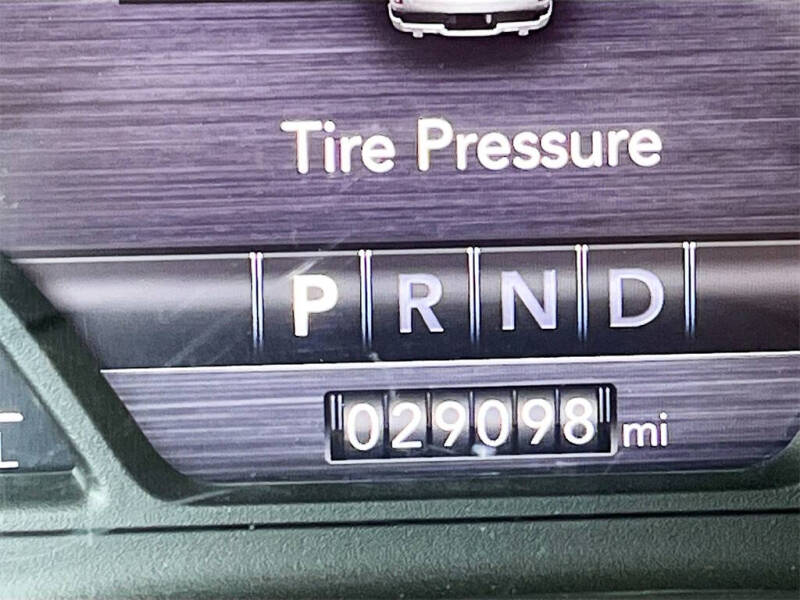 Tire Pressure
P R N D
029098 mi